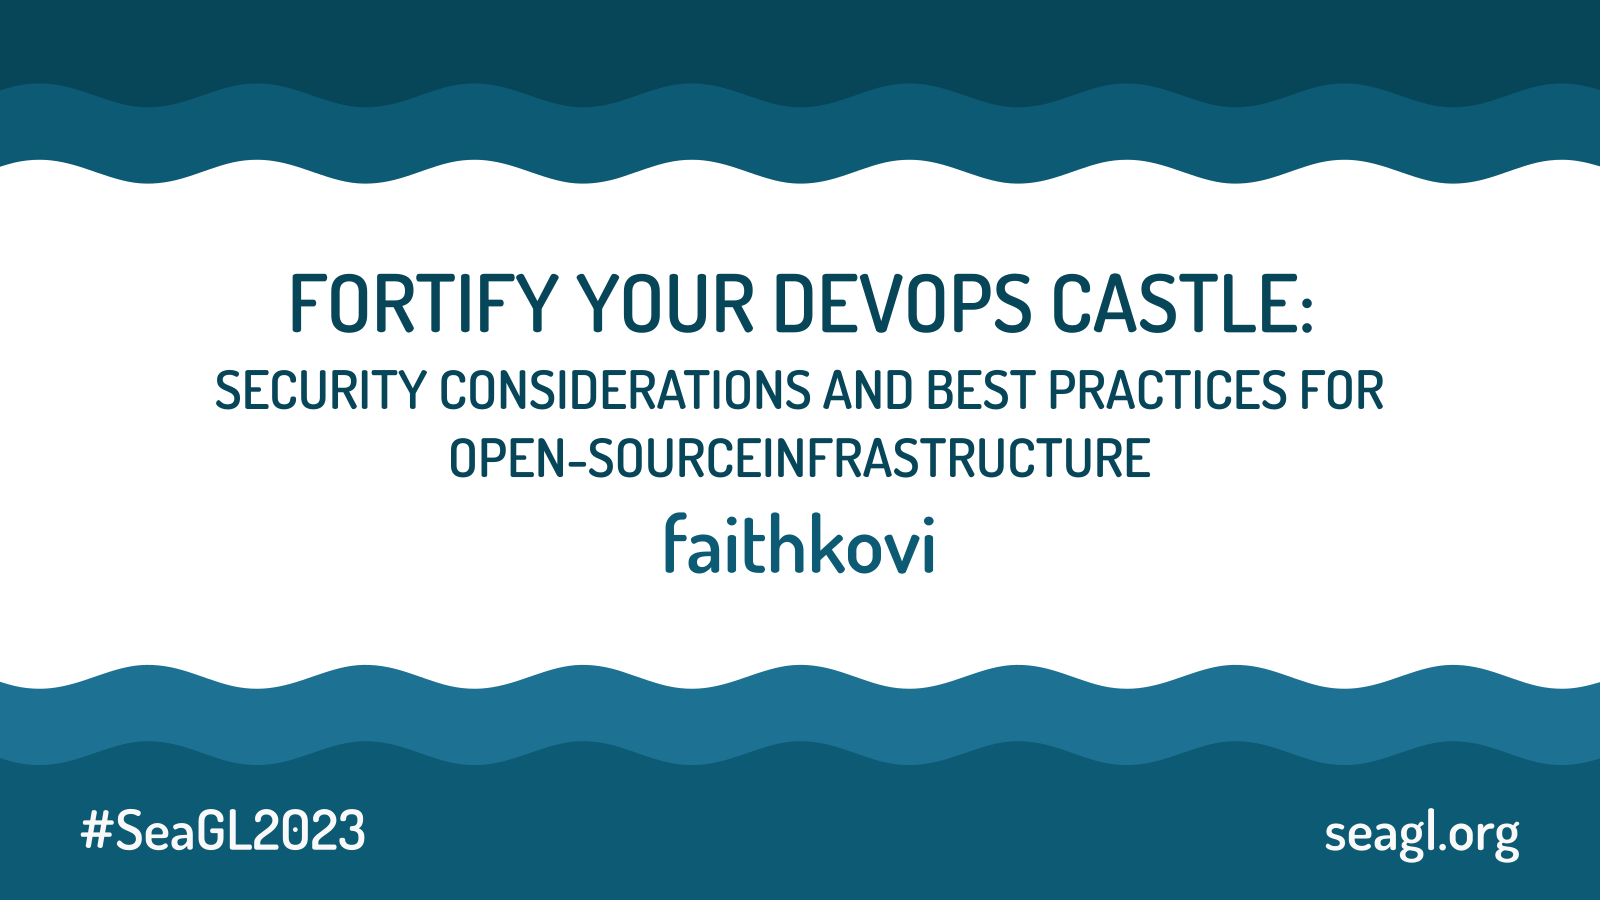 FORTIFY YOUR DEVOPS CASTLE:
SECURITY CONSIDERATIONS AND BEST PRACTICES FOR
OPEN-SOURCEINFRASTRUCTURE
faithkovi
#SeaGL2023
seagl.org